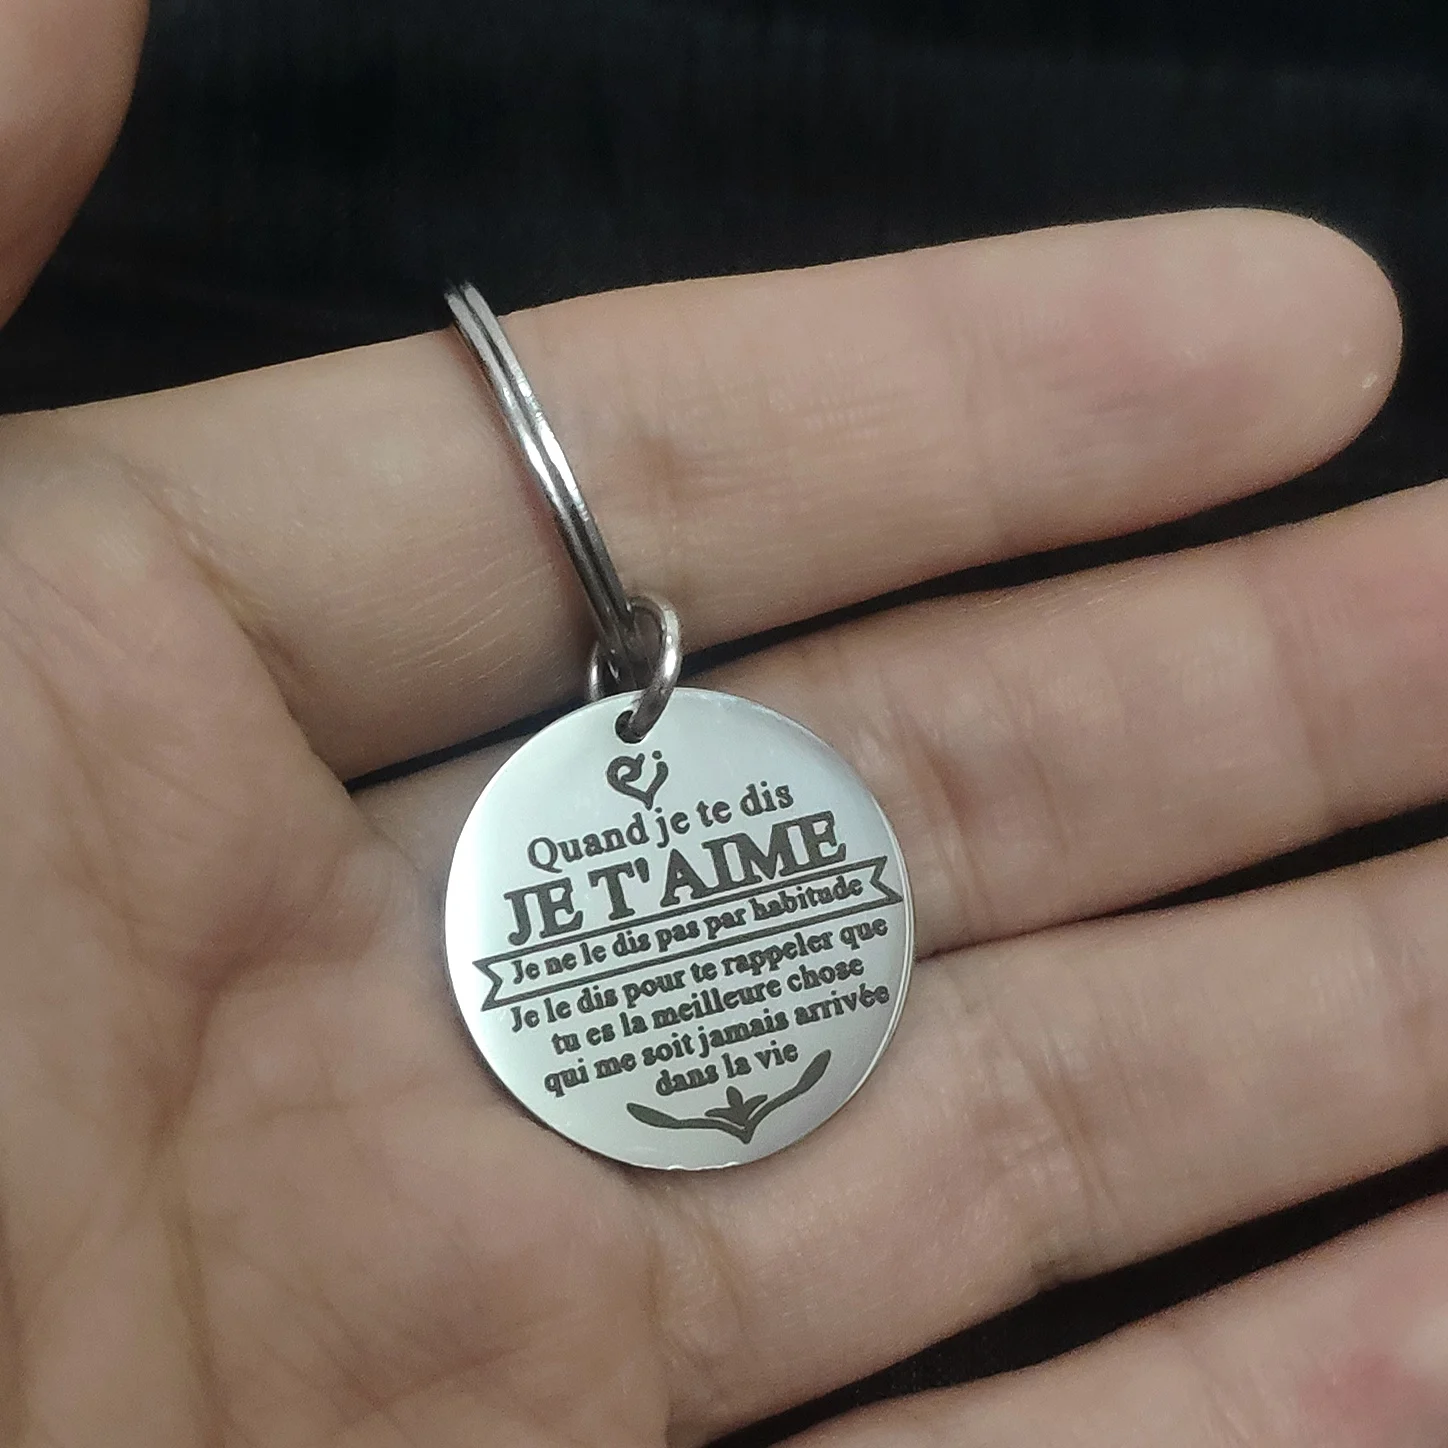 Quand je te dis
JE T'AIME
Je ne le dis pas par habitude
Je le dis pour te rappeler que
tu es la meilleure chose
qui me soit jamais arrivée
dans la vie